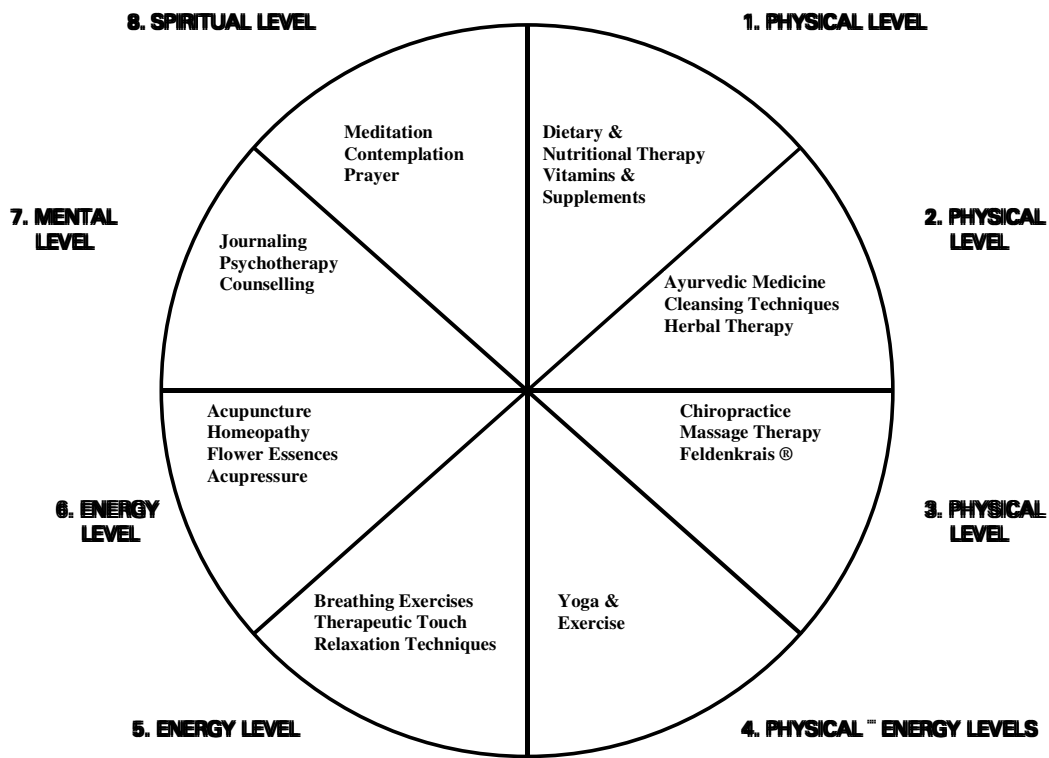 8. SPIRITUAL LEVEL
1. PHYSICAL LEVEL
Meditation
Contemplation
Prayer
Dietary &
Nutritional Therapy
Vitamins &
Supplements
7. MENTAL
LEVEL
2. PHYSICAL
LEVEL
Journaling
Psychotherapy
Counselling
Ayurvedic Medicine
Cleansing Techniques
Herbal Therapy
Acupuncture
Homeopathy
Flower Essences
Acupressure
Chiropractice
Massage Therapy
Feldenkrais ®
6. ENERGY
LEVEL
3. PHYSICAL
LEVEL
Breathing Exercises
Therapeutic Touch
Relaxation Techniques
Yoga &
Exercise
5. ENERGY LEVEL
4. PHYSICAL ENERGY LEVELS